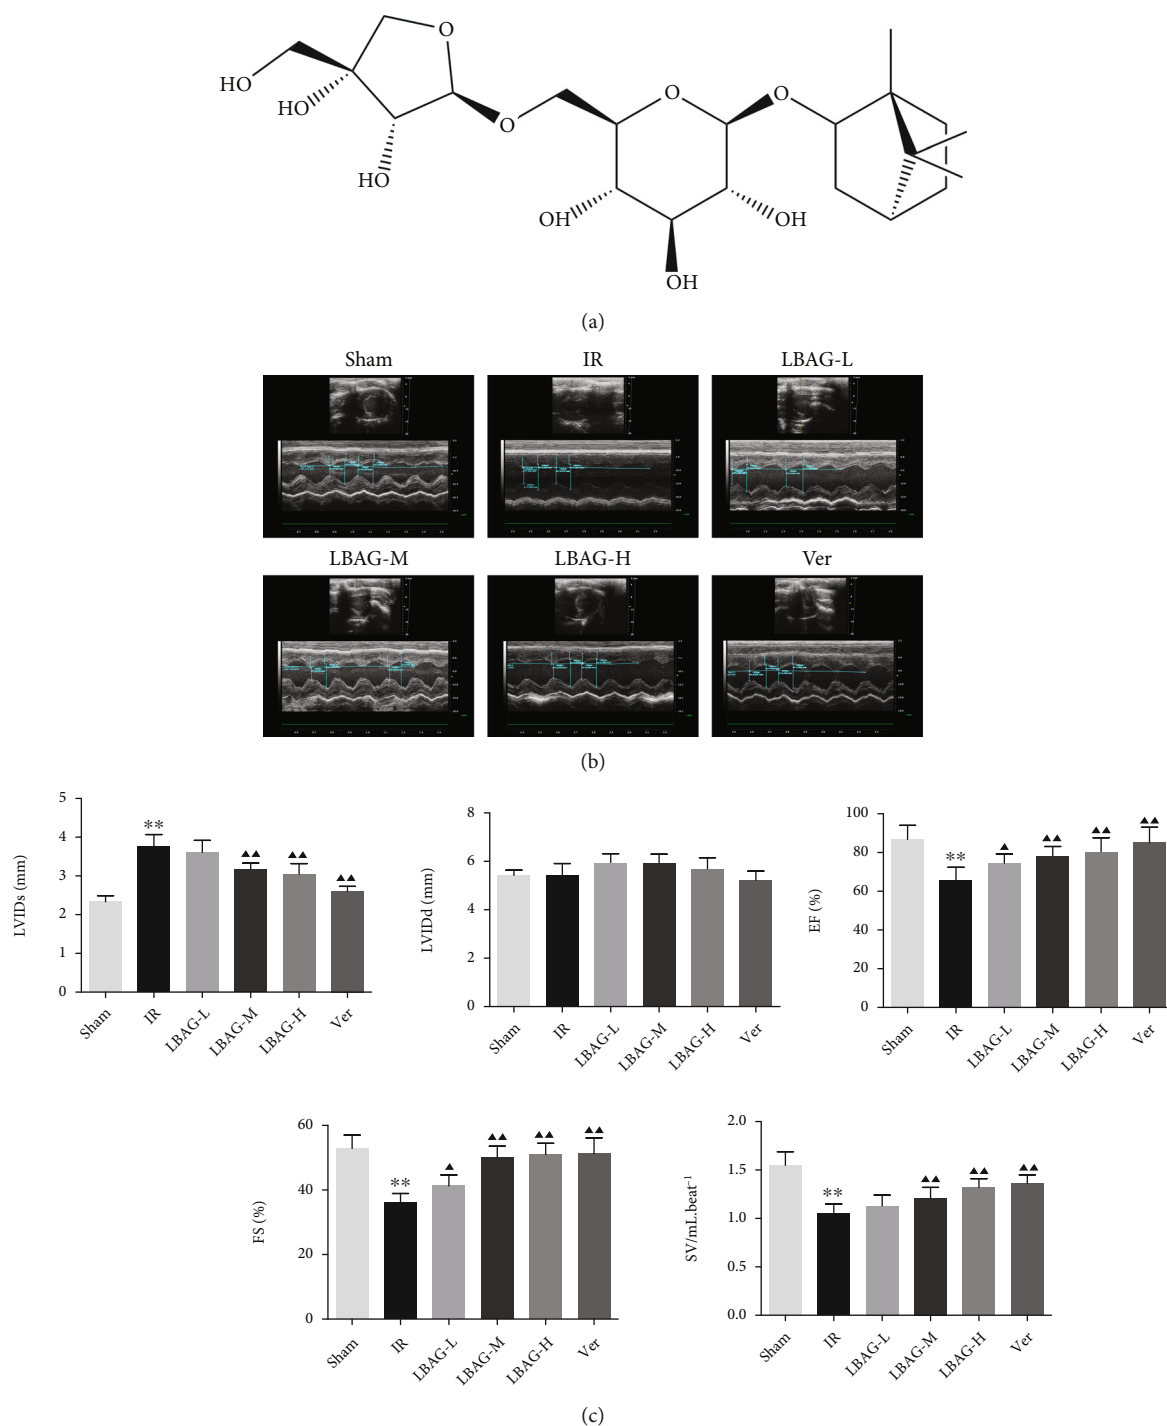 O
HO
HO
O
O
O
HO
OH
OH
OH
(a)
Sham
IR
LBAG-L
LBAG-M
LBAG-H
Ver
(b)
5
4
3
2
1
0
LVIDs (mm)
**
▲▲
▲▲
▲▲
Sham
IR
LBAG-L
LBAG-M
LBAG-H
Ver
8
6
4
2
0
LVIDd (mm)
Sham
IR
LBAG-L
LBAG-M
LBAG-H
Ver
100
80
60
40
20
0
EF (%)
**
▲
▲▲
▲▲
▲▲
Sham
IR
LBAG-L
LBAG-M
LBAG-H
Ver
60
40
20
0
FS (%)
**
▲
▲▲
▲▲
▲▲
Sham
IR
LBAG-L
LBAG-M
LBAG-H
Ver
2.0
1.5
1.0
0.5
0.0
SV/mL.beat⁻¹
**
▲▲
▲▲
▲▲
Sham
IR
LBAG-L
LBAG-M
LBAG-H
Ver
(c)